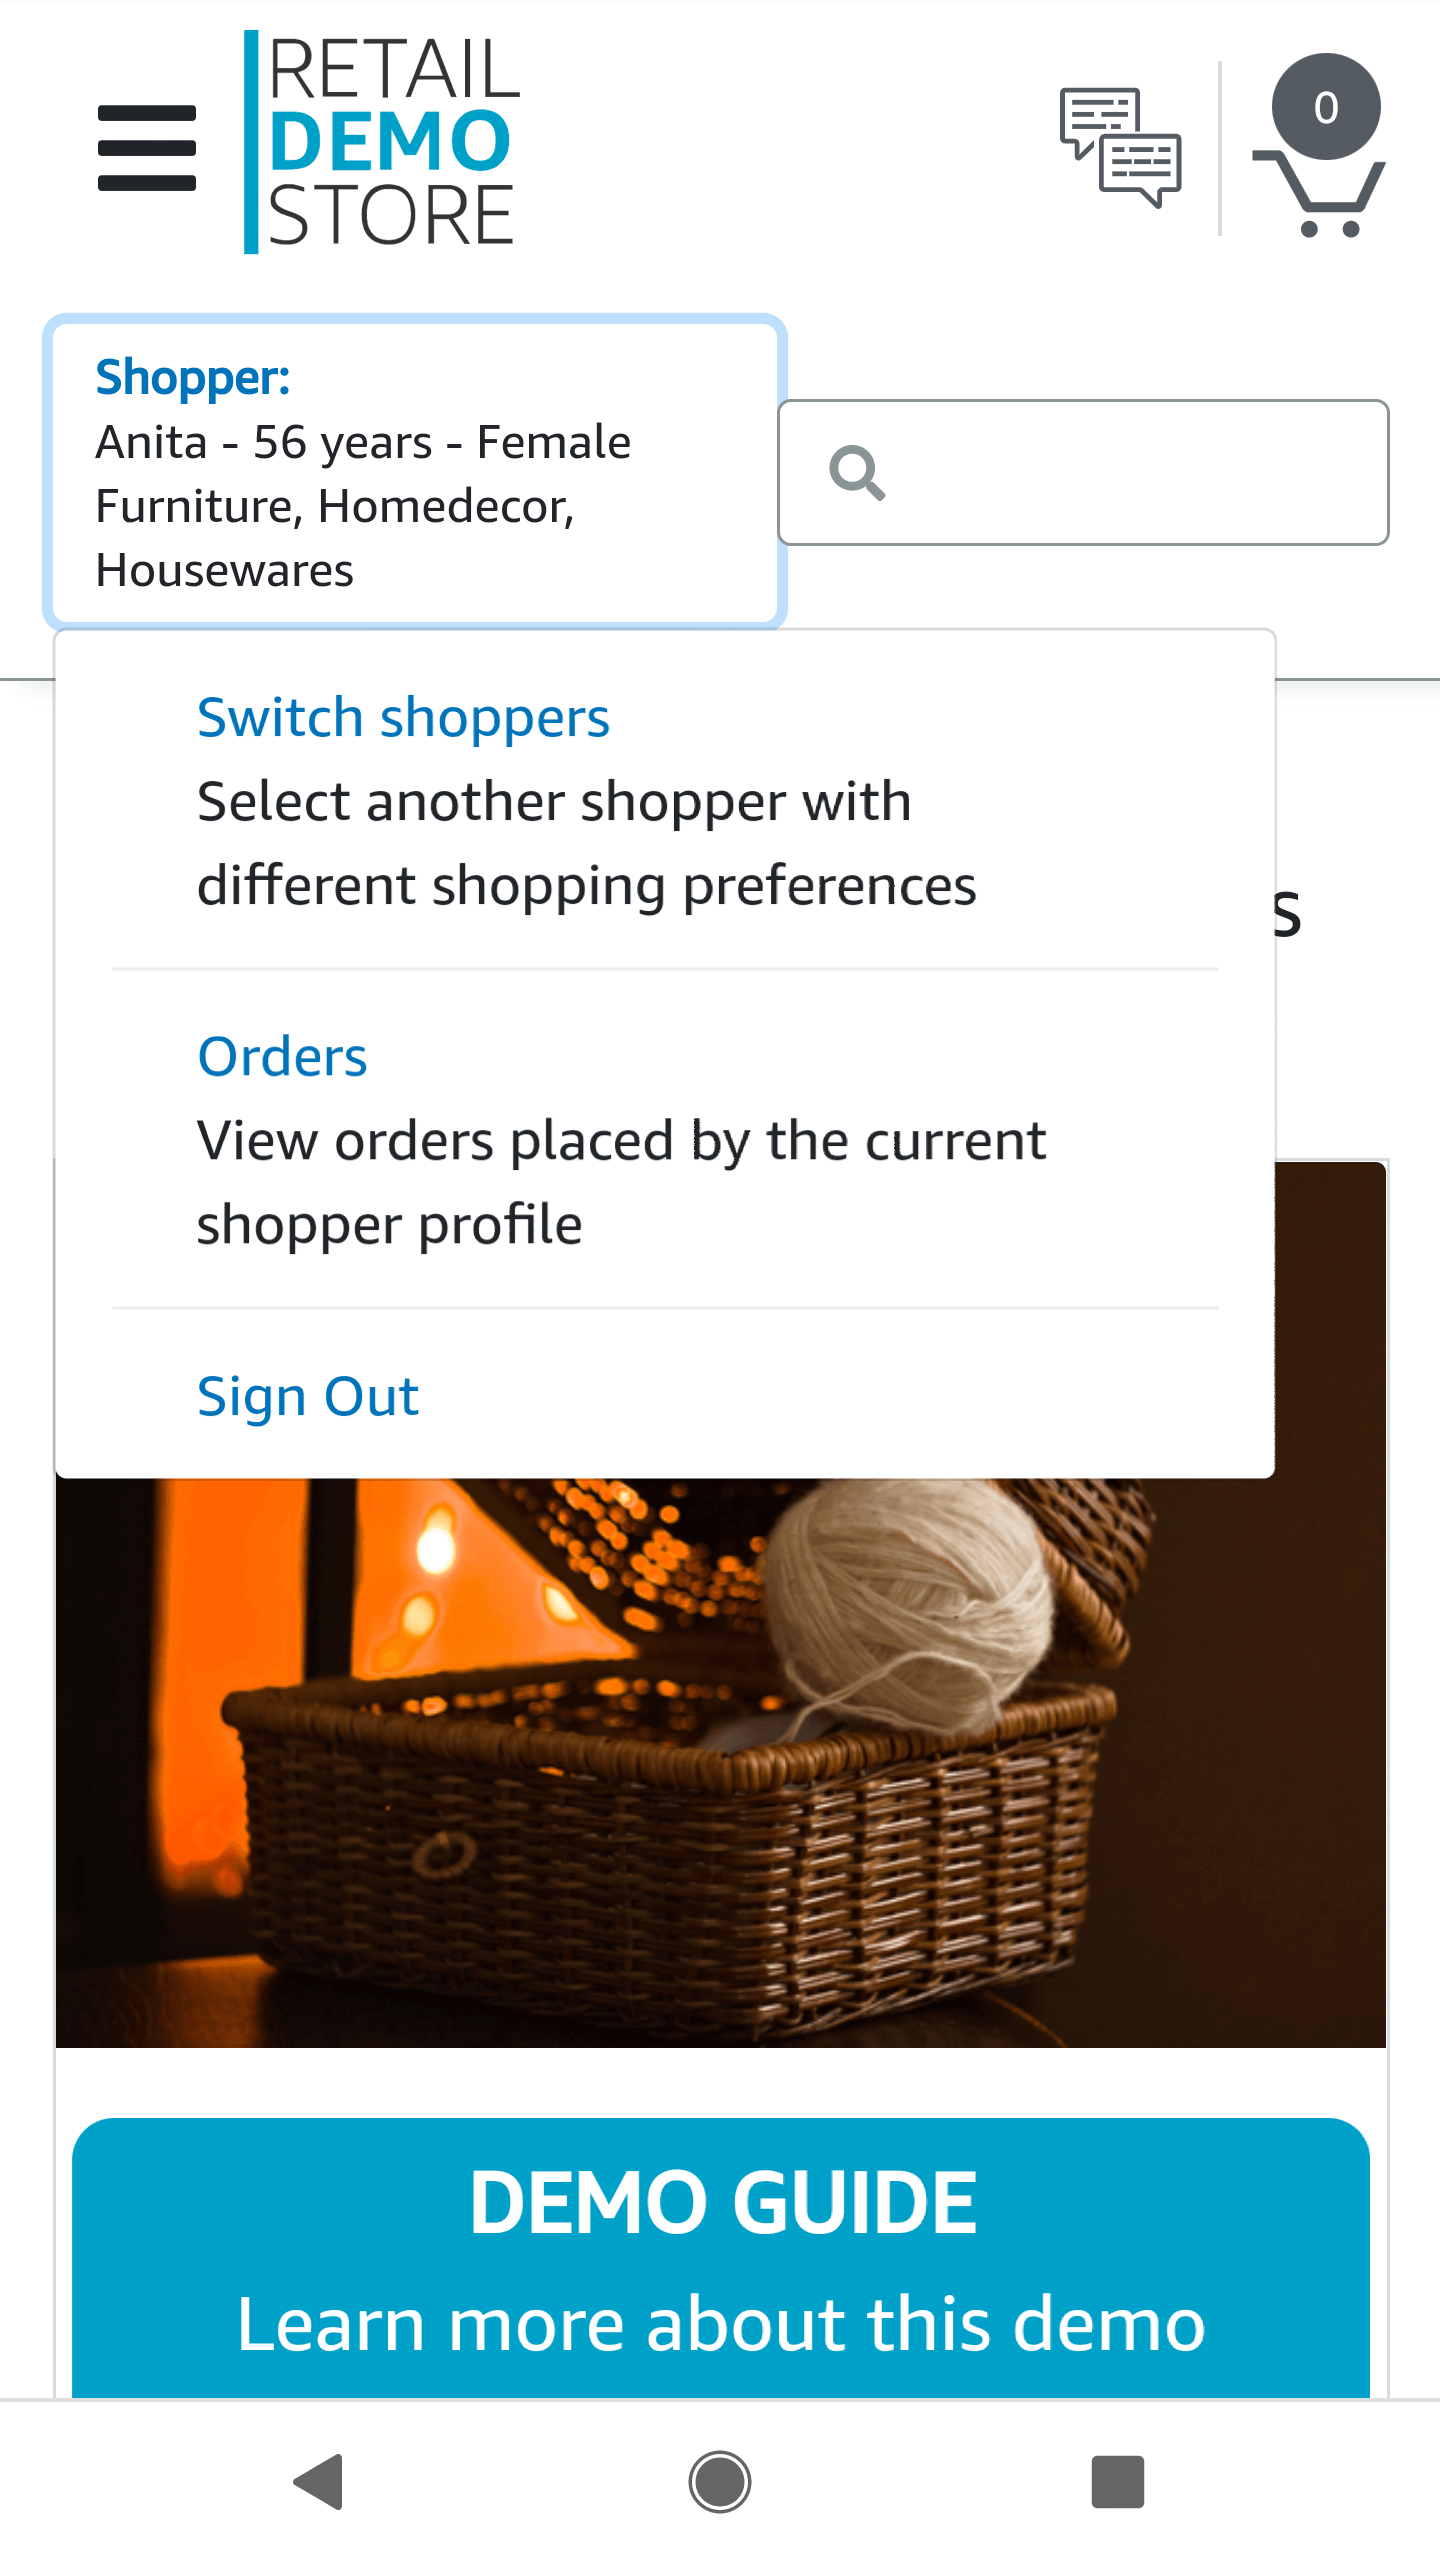 RETAIL
DEMO
STORE
0
Shopper:
Anita - 56 years - Female
Furniture, Homedecor,
Housewares
Switch shoppers
Select another shopper with
different shopping preferences
Orders
View orders placed by the current
shopper profile
Sign Out
DEMO GUIDE
Learn more about this demo